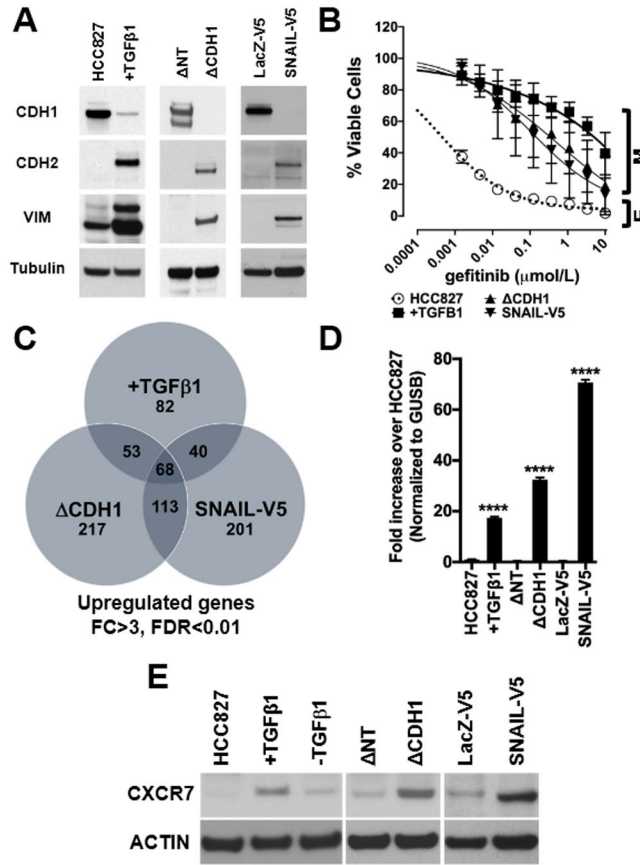 A
HCC827
+TGFβ1
ΔNT
ΔCDH1
LacZ-V5
SNAIL-V5
CDH1
CDH2
VIM
Tubulin
B
% Viable Cells
120
100
80
60
40
20
0
0.0001
0.001
0.01
0.1
1
10
M
E
gefitinib (μmol/L)
HCC827
ΔCDH1
+TGFB1
SNAIL-V5
C
+TGFβ1
82
53
40
68
ΔCDH1
217
113
SNAIL-V5
201
Upregulated genes
FC>3, FDR<0.01
D
Fold increase over HCC827
(Normalized to GUSB)
80
60
40
20
0
****
****
****
HCC827
+TGFβ1
ΔNT
ΔCDH1
LacZ-V5
SNAIL-V5
E
HCC827
+TGFβ1
-TGFβ1
ΔNT
ΔCDH1
LacZ-V5
SNAIL-V5
CXCR7
ACTIN